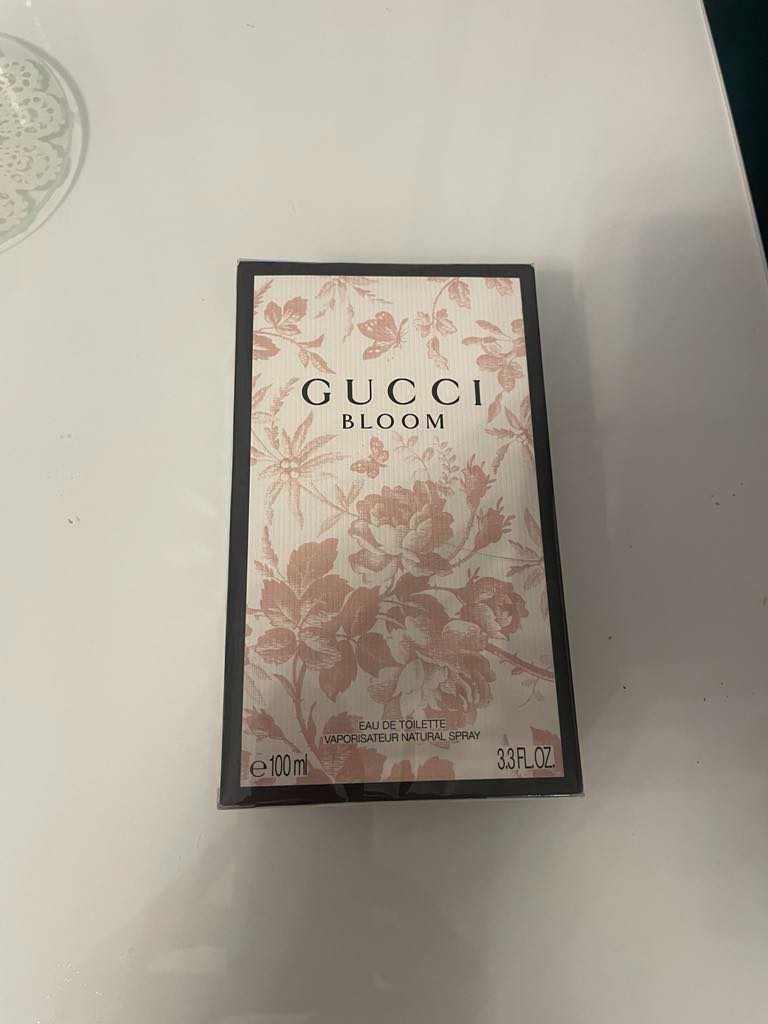 GUCCI
BLOOM
EAU DE TOILETTE
VAPORISATEUR NATURAL SPRAY
℮ 100 ml 3.3 FL. OZ.